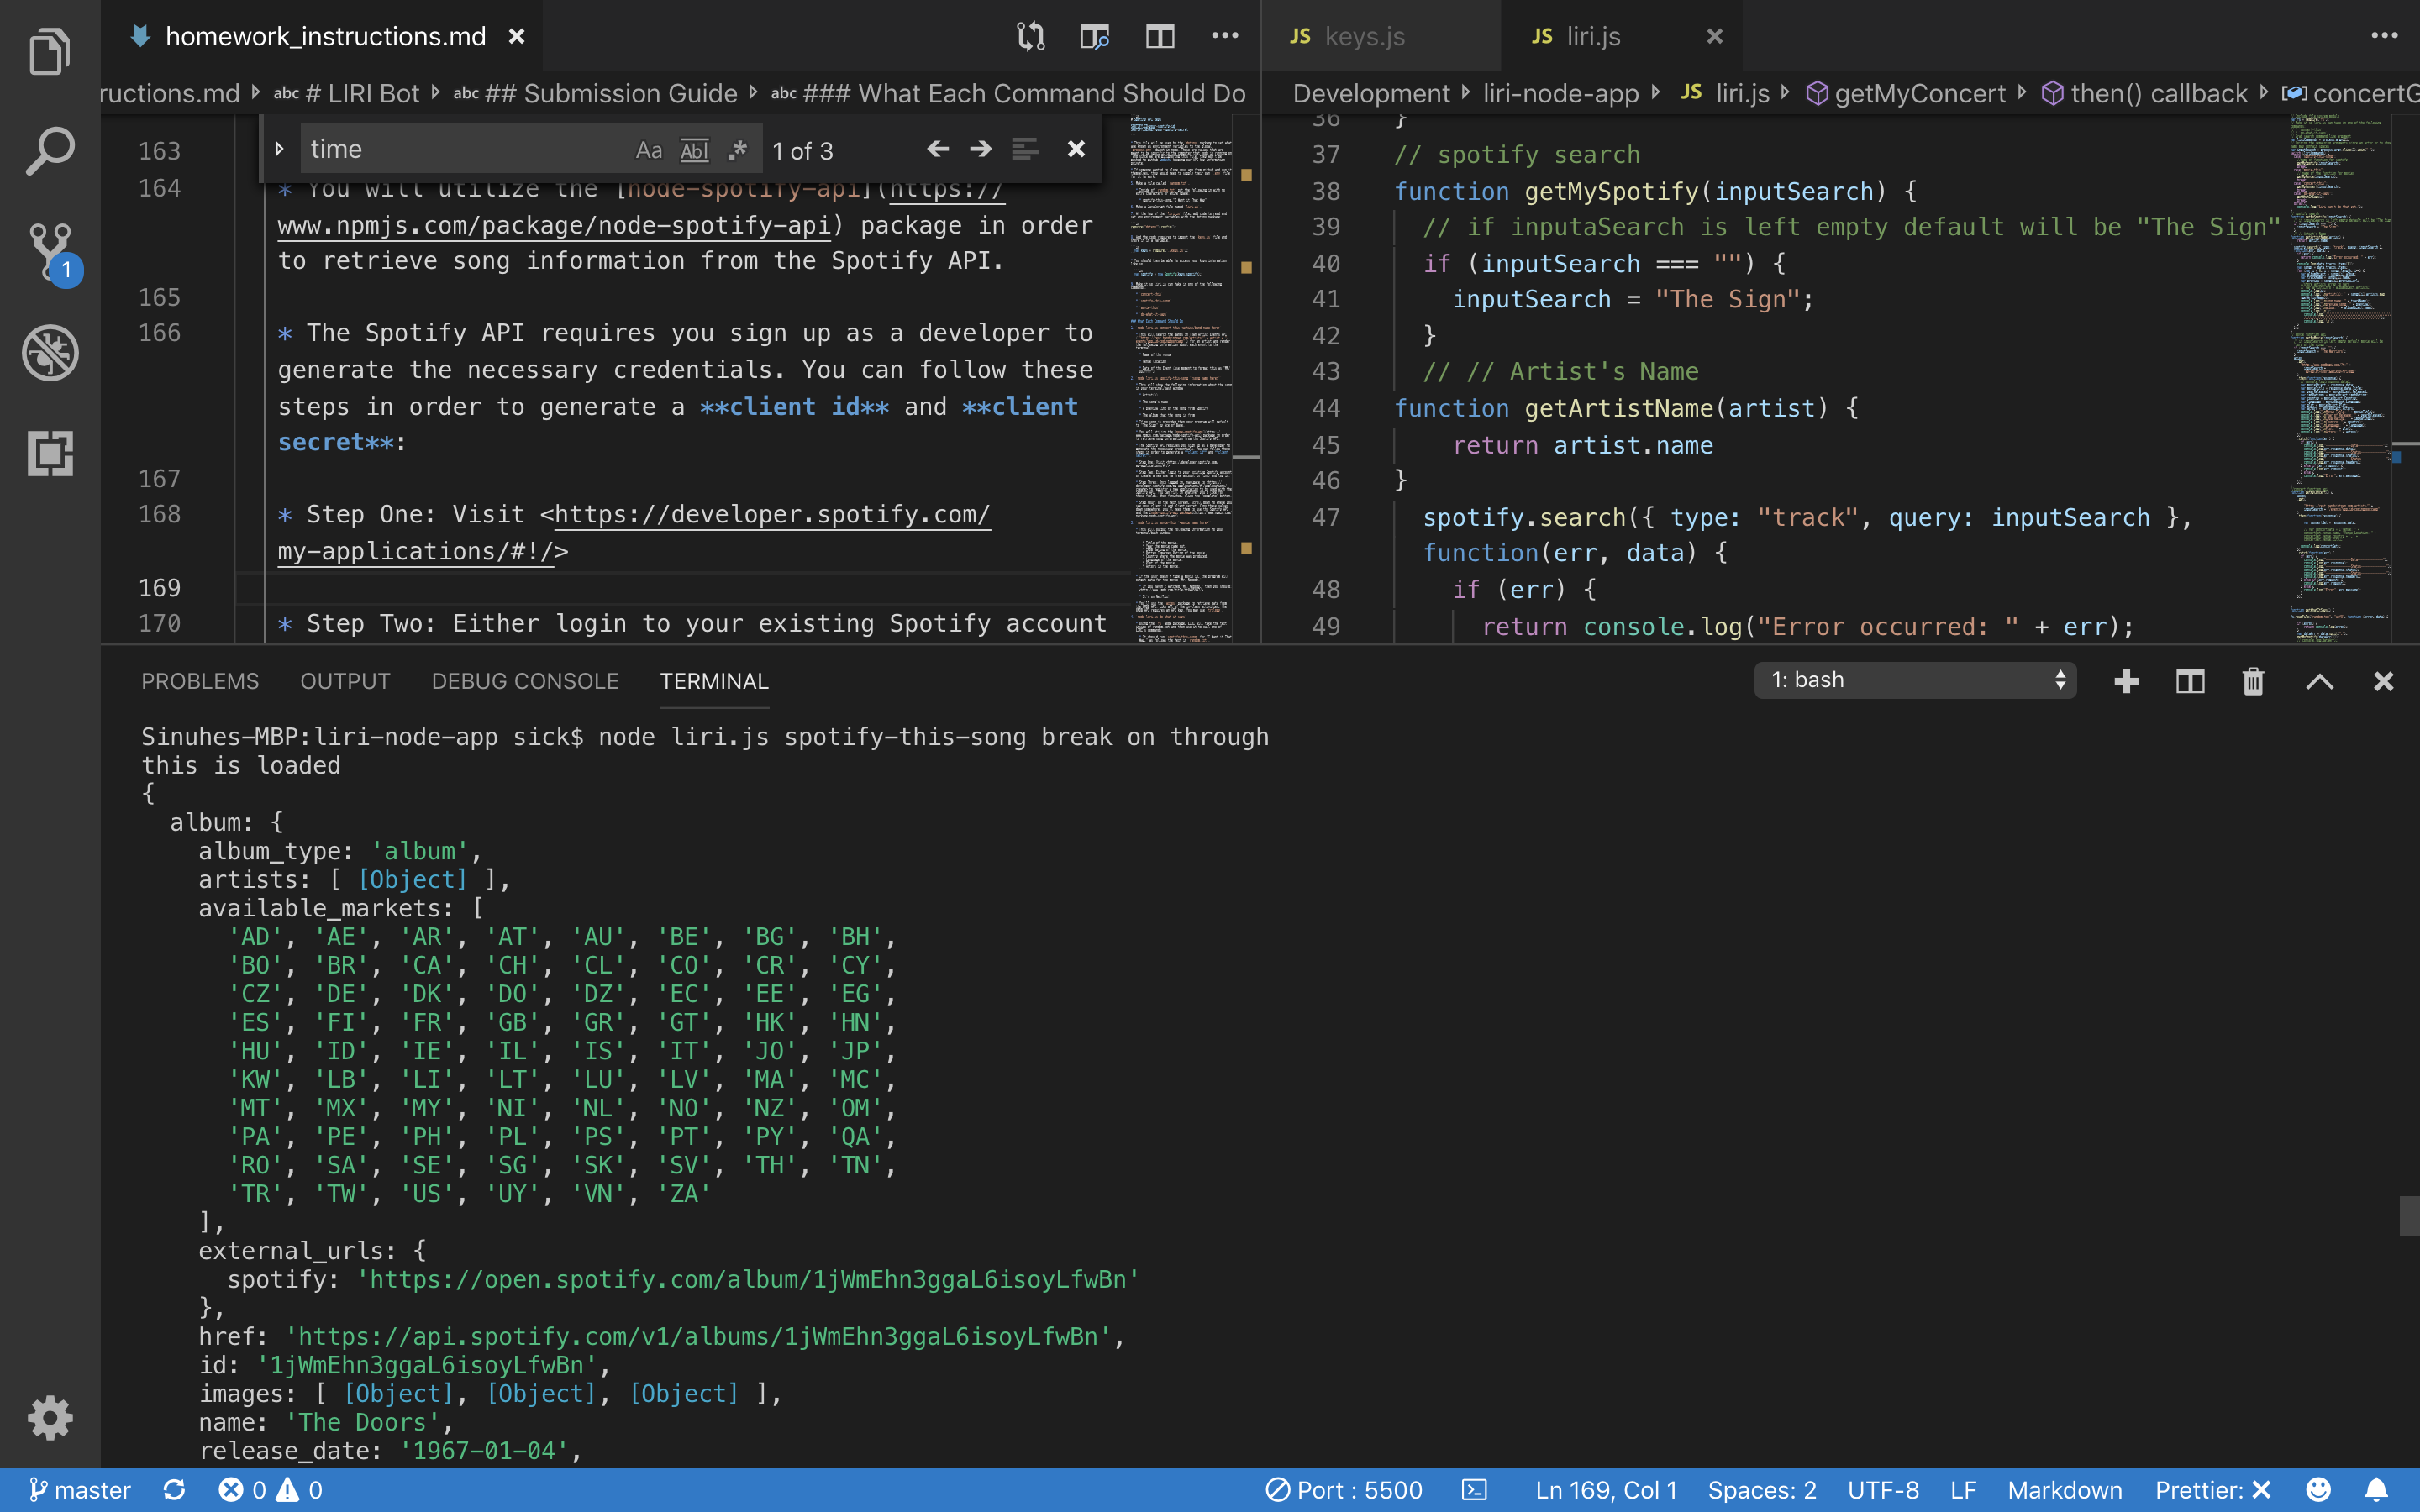 homework_instructions.md
JS keys.js
JS liri.js
ructions.md abc # LIRI Bot abc ## Submission Guide abc ### What Each Command Should Do
Development liri-node-app JS liri.js getMyConcert then() callback concertG
time Aa Abl .* 1 of 3
163
164 * You will utilize the [node-spotify-api](https://
www.npmjs.com/package/node-spotify-api) package in order
to retrieve song information from the Spotify API.
165
166 * The Spotify API requires you sign up as a developer to
generate the necessary credentials. You can follow these
steps in order to generate a **client id** and **client
secret**:
167
168 * Step One: Visit <https://developer.spotify.com/
my-applications/#!/>
169
170 * Step Two: Either login to your existing Spotify account
36 }
37 // spotify search
38 function getMySpotify(inputSearch) {
39 // if inputaSearch is left empty default will be "The Sign"
40 if (inputSearch === "") {
41 inputSearch = "The Sign";
42 }
43 // // Artist's Name
44 function getArtistName(artist) {
45 return artist.name
46 }
47 spotify.search({ type: "track", query: inputSearch },
function(err, data) {
48 if (err) {
49 return console.log("Error occurred: " + err);
1
PROBLEMS OUTPUT DEBUG CONSOLE TERMINAL 1: bash
Sinuhes-MBP:liri-node-app sick$ node liri.js spotify-this-song break on through
this is loaded
{
album: {
album_type: 'album',
artists: [ [Object] ],
available_markets: [
'AD', 'AE', 'AR', 'AT', 'AU', 'BE', 'BG', 'BH',
'BO', 'BR', 'CA', 'CH', 'CL', 'CO', 'CR', 'CY',
'CZ', 'DE', 'DK', 'DO', 'DZ', 'EC', 'EE', 'EG',
'ES', 'FI', 'FR', 'GB', 'GR', 'GT', 'HK', 'HN',
'HU', 'ID', 'IE', 'IL', 'IS', 'IT', 'JO', 'JP',
'KW', 'LB', 'LI', 'LT', 'LU', 'LV', 'MA', 'MC',
'MT', 'MX', 'MY', 'NI', 'NL', 'NO', 'NZ', 'OM',
'PA', 'PE', 'PH', 'PL', 'PS', 'PT', 'PY', 'QA',
'RO', 'SA', 'SE', 'SG', 'SK', 'SV', 'TH', 'TN',
'TR', 'TW', 'US', 'UY', 'VN', 'ZA'
],
external_urls: {
spotify: 'https://open.spotify.com/album/1jWmEhn3ggaL6isoyLfwBn'
},
href: 'https://api.spotify.com/v1/albums/1jWmEhn3ggaL6isoyLfwBn',
id: '1jWmEhn3ggaL6isoyLfwBn',
images: [ [Object], [Object], [Object] ],
name: 'The Doors',
release_date: '1967-01-04',
master 0 0 Port : 5500 Ln 169, Col 1 Spaces: 2 UTF-8 LF Markdown Prettier: ✕